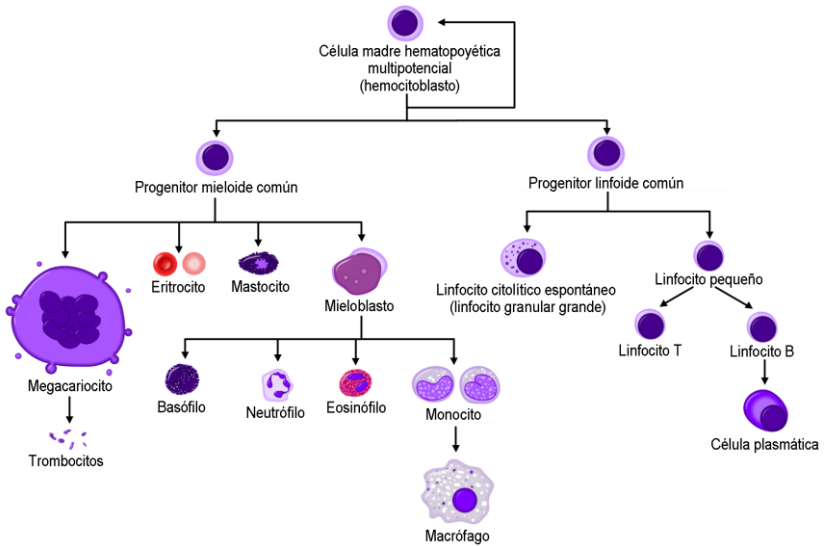 Célula madre hematopoyética
multipotencial
(hemocitoblasto)
Progenitor mieloide común
Progenitor linfoide común
Eritrocito
Mastocito
Mieloblasto
Linfocito citolítico espontáneo
(linfocito granular grande)
Linfocito pequeño
Linfocito T
Linfocito B
Megacariocito
Basófilo
Neutrófilo
Eosinófilo
Monocito
Célula plasmática
Trombocitos
Macrófago